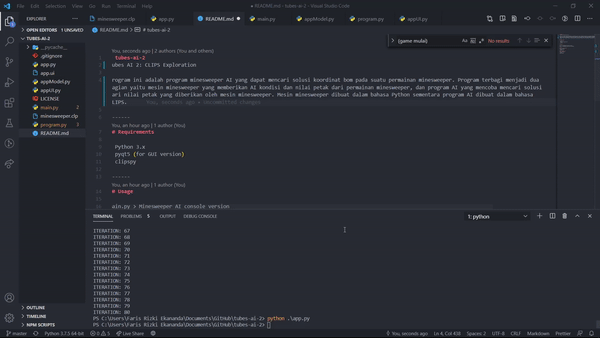 File Edit Selection View Go Run Terminal Help
README.md - tubes-ai-2 - Visual Studio Code
EXPLORER
OPEN EDITORS 1 UNSAVED
TUBES-AI-2
__pycache__
.gitignore
app.py
app.ui
appModel.py
appUI.py
LICENSE
main.py 3
minesweeper.clp
program.py 3
README.md
OUTLINE
TIMELINE
NPM SCRIPTS
minesweeper.clp
app.py
README.md
main.py
appModel.py
program.py
appUI.py
README.md > # tubes-ai-2
(game mulai)
No results
You, seconds ago | 2 authors (You and others)
tubes-ai-2
ubes AI 2: CLIPS Exploration
rogram ini adalah program minesweeper AI yang dapat mencari solusi koordinat bom pada suatu permainan minesweeper. Program terbagi menjadi dua
agian yaitu mesin minesweeper yang memberikan AI kondisi dan nilai petak dari permainan minesweeper, dan program AI yang mencoba mencari solusi
ari nilai petak yang diberikan oleh mesin minesweeper. Mesin minesweeper dibuat dalam bahasa Python sementara program AI dibuat dalam bahasa
LIPS. You, seconds ago • Uncommitted changes
------
You, an hour ago | 1 author (You)
# Requirements
Python 3.x
pyqt5 (for GUI version)
clipspy
------
You, an hour ago | 1 author (You)
# Usage
ain.py > Minesweeper AI console version
TERMINAL PROBLEMS 5 OUTPUT DEBUG CONSOLE
1: python
ITERATION: 67
ITERATION: 68
ITERATION: 69
ITERATION: 70
ITERATION: 71
ITERATION: 72
ITERATION: 73
ITERATION: 74
ITERATION: 75
ITERATION: 76
ITERATION: 77
ITERATION: 78
ITERATION: 79
ITERATION: 80
PS C:\Users\Faris Rizki Ekananda\Documents\GitHub\tubes-ai-2> python .\app.py
PS C:\Users\Faris Rizki Ekananda\Documents\GitHub\tubes-ai-2>
master Python 3.7.5 64-bit 0 5 Live Share You, seconds ago Ln 4, Col 438 Spaces: 2 UTF-8 CRLF Markdown Prettier